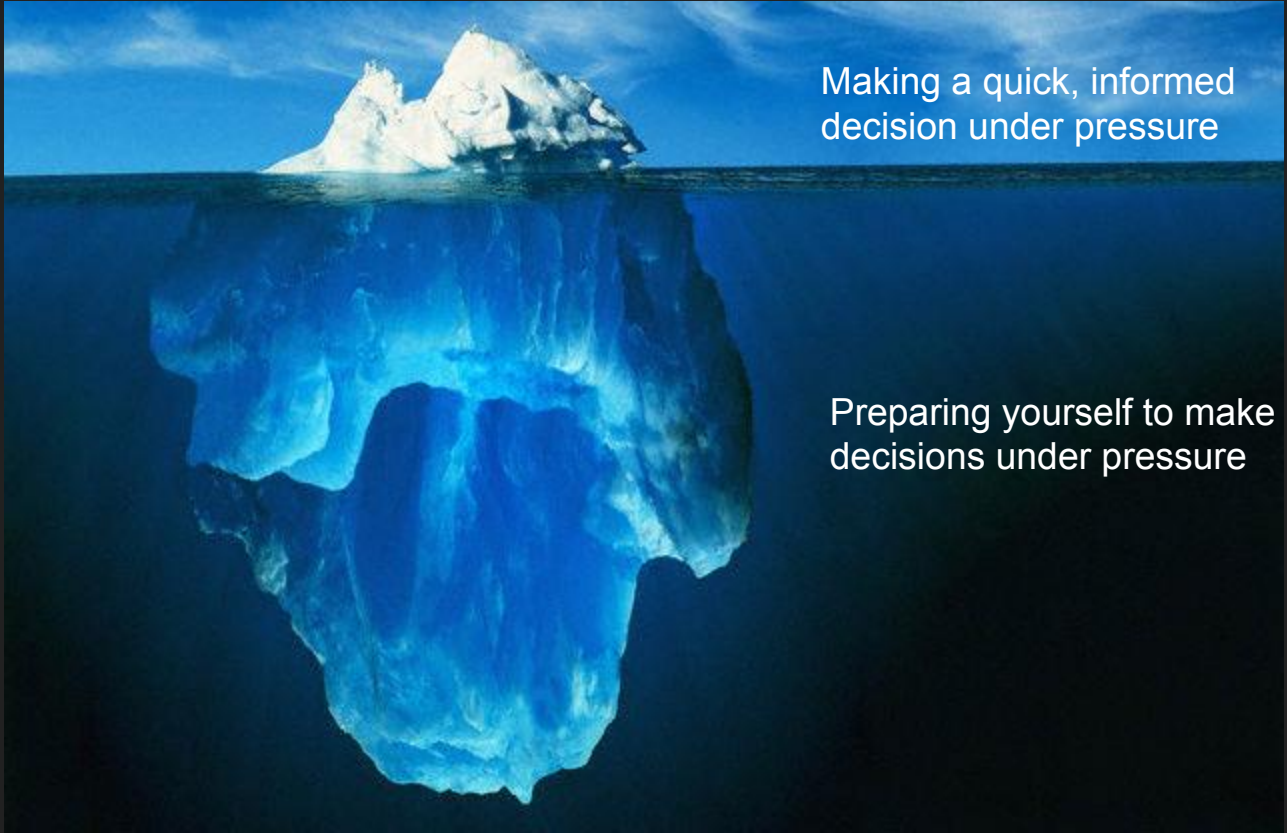 Making a quick, informed
decision under pressure
Preparing yourself to make
decisions under pressure